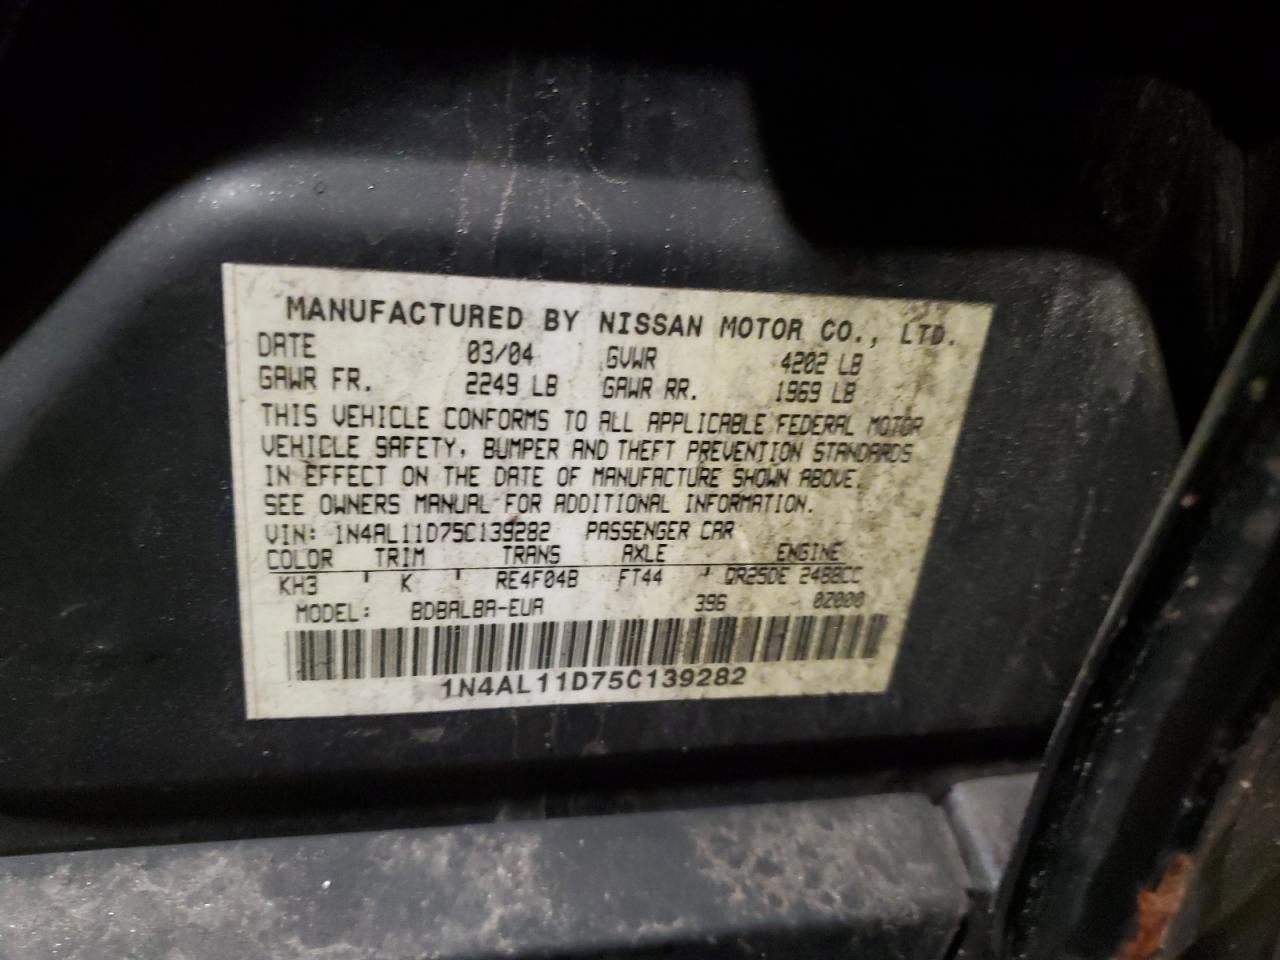 MANUFACTURED BY NISSAN MOTOR CO., LTD.
DATE 03/04 GVWR 4202 LB
GAWR FR. 2249 LB GAWR RR. 1969 LB
THIS VEHICLE CONFORMS TO ALL APPLICABLE FEDERAL MOTOR
VEHICLE SAFETY, BUMPER AND THEFT PREVENTION STANDARDS
IN EFFECT ON THE DATE OF MANUFACTURE SHOWN ABOVE.
SEE OWNERS MANUAL FOR ADDITIONAL INFORMATION.
VIN: 1N4AL11D75C139282 PASSENGER CAR
COLOR TRIM TRANS AXLE ENGINE
KH3 ' K ' RE4F04B FT44 ' QR25DE 2488CC
MODEL: BDBALBA-EUA 396 0Z000
1N4AL11D75C139282